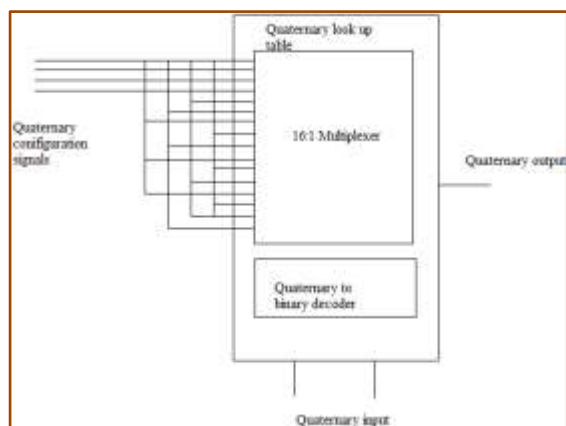 Quaternary look up
table
Quaternary
configuration
signals
16:1 Multiplexer
Quaternary output
Quaternary to
binary decoder
Quaternary input